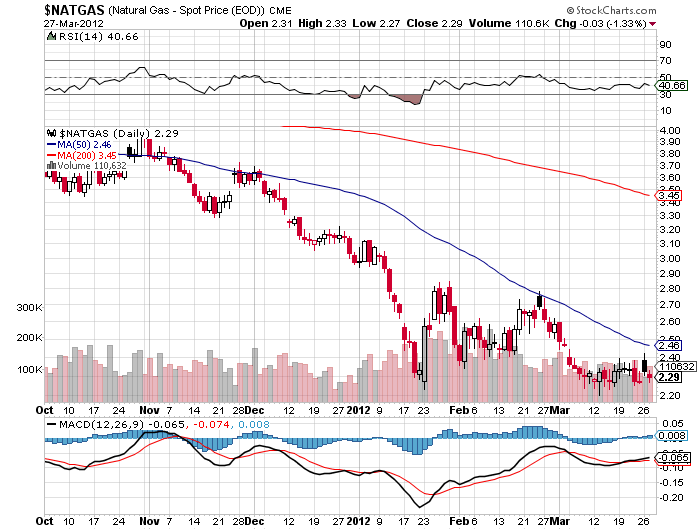 $NATGAS (Natural Gas - Spot Price (EOD)) CME
© StockCharts.com
27-Mar-2012
Open 2.31 High 2.33 Low 2.27 Close 2.29 Volume 110.6K Chg -0.03 (-1.33%)
RSI(14) 40.66
90
70
50
40.66
30
10
$NATGAS (Daily) 2.29
MA(50) 2.46
MA(200) 3.45
Volume 110,632
4.00
3.90
3.80
3.70
3.60
3.50
3.45
3.40
3.30
3.20
3.10
3.00
2.90
2.80
2.70
2.60
2.50
2.46
2.40
110632
2.29
2.20
300K
200K
100K
Oct 10 17 24 Nov 7 14 21 28 Dec 12 19 27 2012 9 17 23 Feb 6 13 21 27 Mar 12 19 26
MACD(12,26,9) -0.065, -0.074, 0.008
0.05
0.008
-0.065
-0.10
-0.15
-0.20
Oct 10 17 24 Nov 7 14 21 28 Dec 12 19 27 2012 9 17 23 Feb 6 13 21 27 Mar 12 19 26